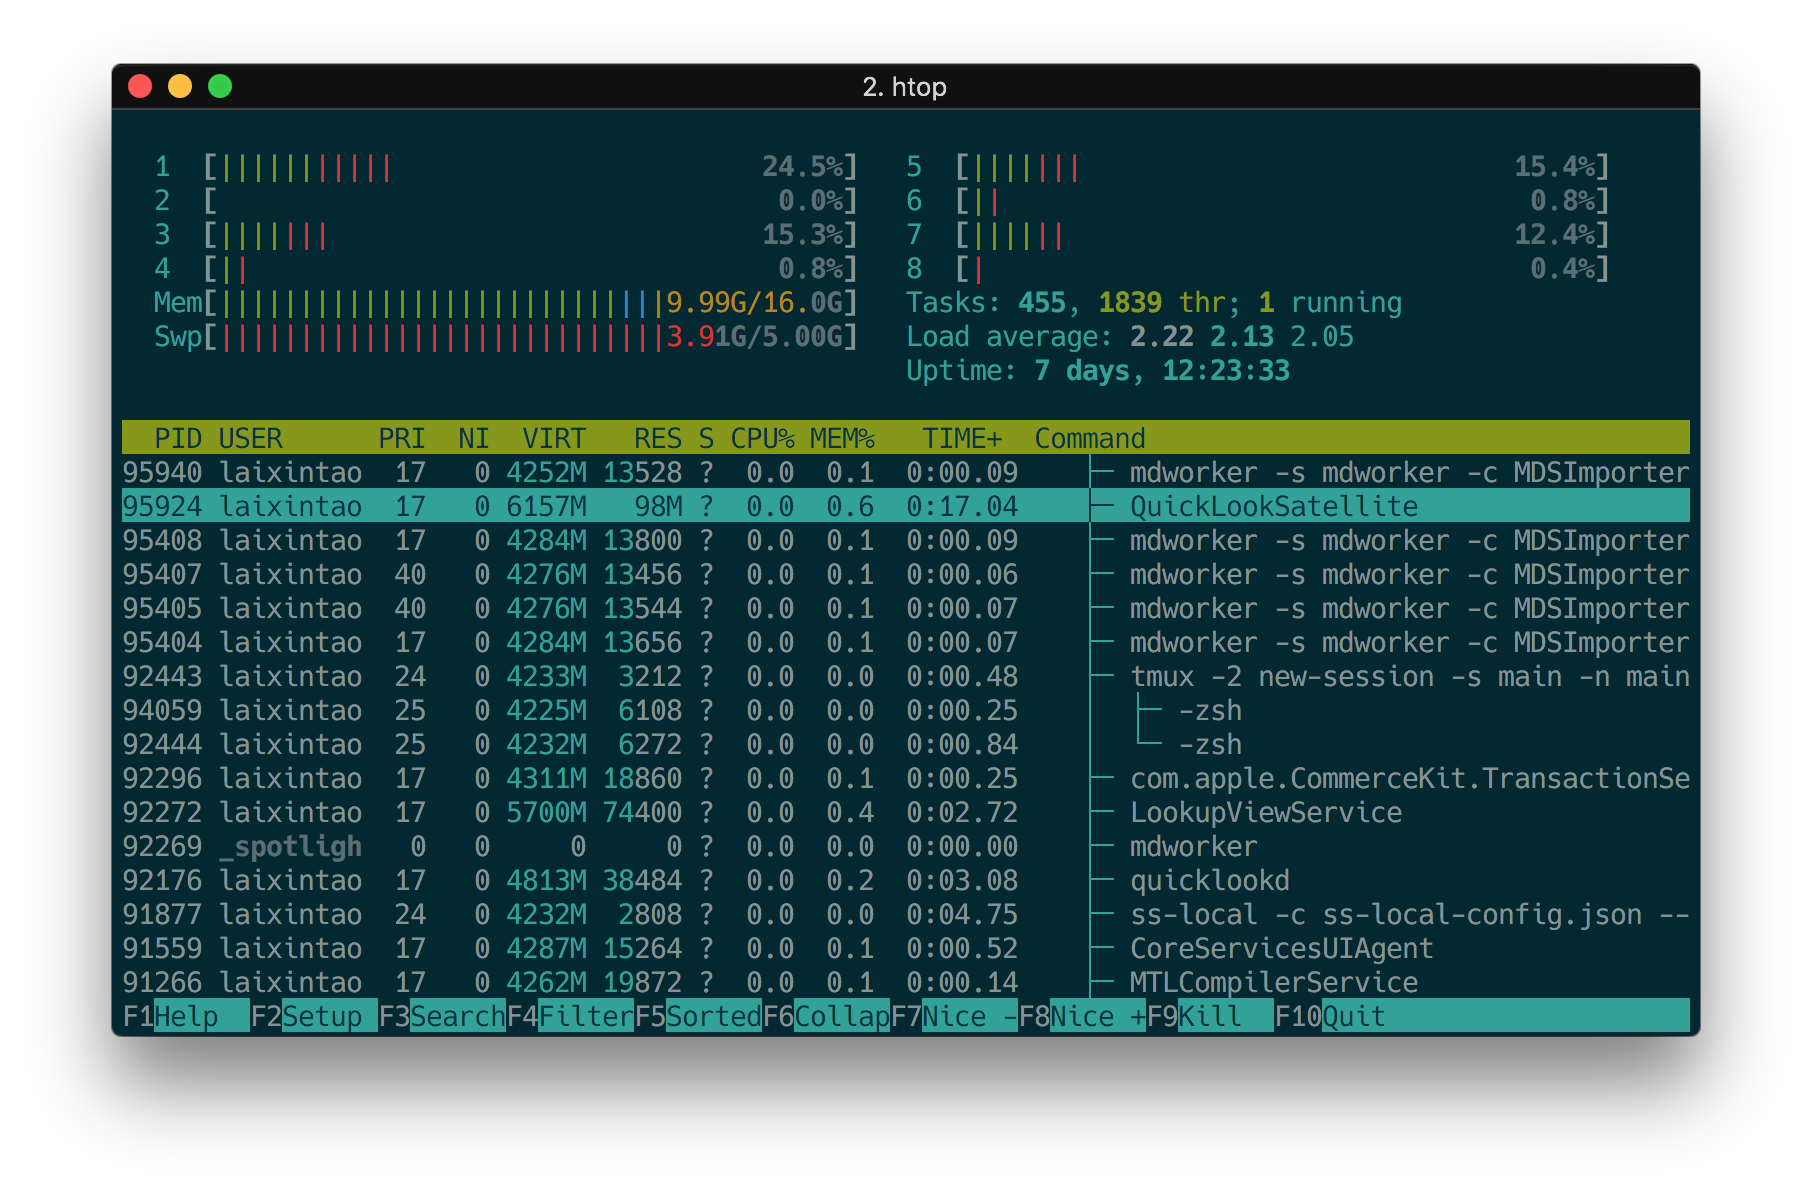 2. htop
1 [||||||||||| 24.5%] 5 [||||||| 15.4%]
2 [ 0.0%] 6 [|| 0.8%]
3 [||||||| 15.3%] 7 [|||||| 12.4%]
4 [|| 0.8%] 8 [| 0.4%]
Mem[||||||||||||||||||||||||||||9.99G/16.0G] Tasks: 455, 1839 thr; 1 running
Swp[||||||||||||||||||||||||||||3.91G/5.00G] Load average: 2.22 2.13 2.05
Uptime: 7 days, 12:23:33
PID USER PRI NI VIRT RES S CPU% MEM% TIME+ Command
95940 laixintao 17 0 4252M 13528 ? 0.0 0.1 0:00.09 ├─ mdworker -s mdworker -c MDSImporter
95924 laixintao 17 0 6157M 98M ? 0.0 0.6 0:17.04 ├─ QuickLookSatellite
95408 laixintao 17 0 4284M 13800 ? 0.0 0.1 0:00.09 ├─ mdworker -s mdworker -c MDSImporter
95407 laixintao 40 0 4276M 13456 ? 0.0 0.1 0:00.06 ├─ mdworker -s mdworker -c MDSImporter
95405 laixintao 40 0 4276M 13544 ? 0.0 0.1 0:00.07 ├─ mdworker -s mdworker -c MDSImporter
95404 laixintao 17 0 4284M 13656 ? 0.0 0.1 0:00.07 ├─ mdworker -s mdworker -c MDSImporter
92443 laixintao 24 0 4233M 3212 ? 0.0 0.0 0:00.48 ├─ tmux -2 new-session -s main -n main
94059 laixintao 25 0 4225M 6108 ? 0.0 0.0 0:00.25 │ ├─ -zsh
92444 laixintao 25 0 4232M 6272 ? 0.0 0.0 0:00.84 │ └─ -zsh
92296 laixintao 17 0 4311M 18860 ? 0.0 0.1 0:00.25 ├─ com.apple.CommerceKit.TransactionSe
92272 laixintao 17 0 5700M 74400 ? 0.0 0.4 0:02.72 ├─ LookupViewService
92269 _spotligh 0 0 0 0 ? 0.0 0.0 0:00.00 ├─ mdworker
92176 laixintao 17 0 4813M 38484 ? 0.0 0.2 0:03.08 ├─ quicklookd
91877 laixintao 24 0 4232M 2808 ? 0.0 0.0 0:04.75 ├─ ss-local -c ss-local-config.json --
91559 laixintao 17 0 4287M 15264 ? 0.0 0.1 0:00.52 ├─ CoreServicesUIAgent
91266 laixintao 17 0 4262M 19872 ? 0.0 0.1 0:00.14 ├─ MTLCompilerService
F1Help F2Setup F3SearchF4FilterF5SortedF6CollapF7Nice -F8Nice +F9Kill F10Quit